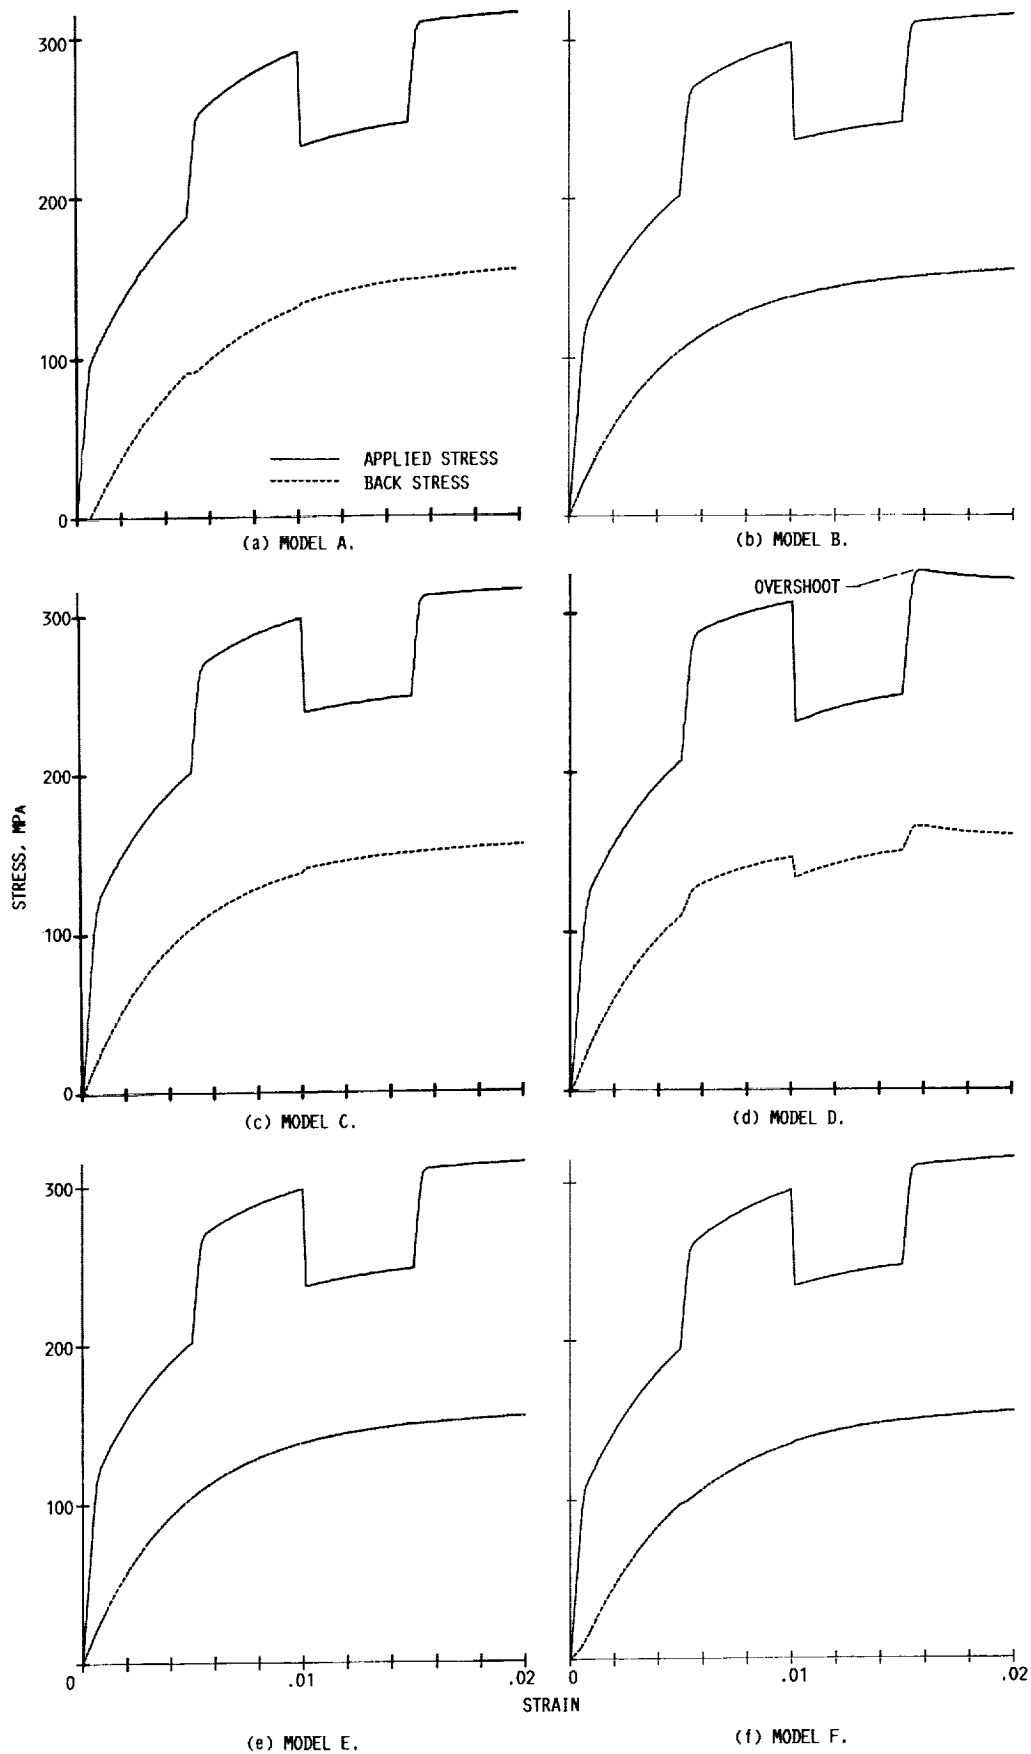 300
200
100
0
APPLIED STRESS
BACK STRESS
(a) MODEL A.
(b) MODEL B.
OVERSHOOT
300
200
100
0
STRESS, MPA
(c) MODEL C.
(d) MODEL D.
300
200
100
0
.01
.02
0
.01
.02
STRAIN
(e) MODEL E.
(f) MODEL F.